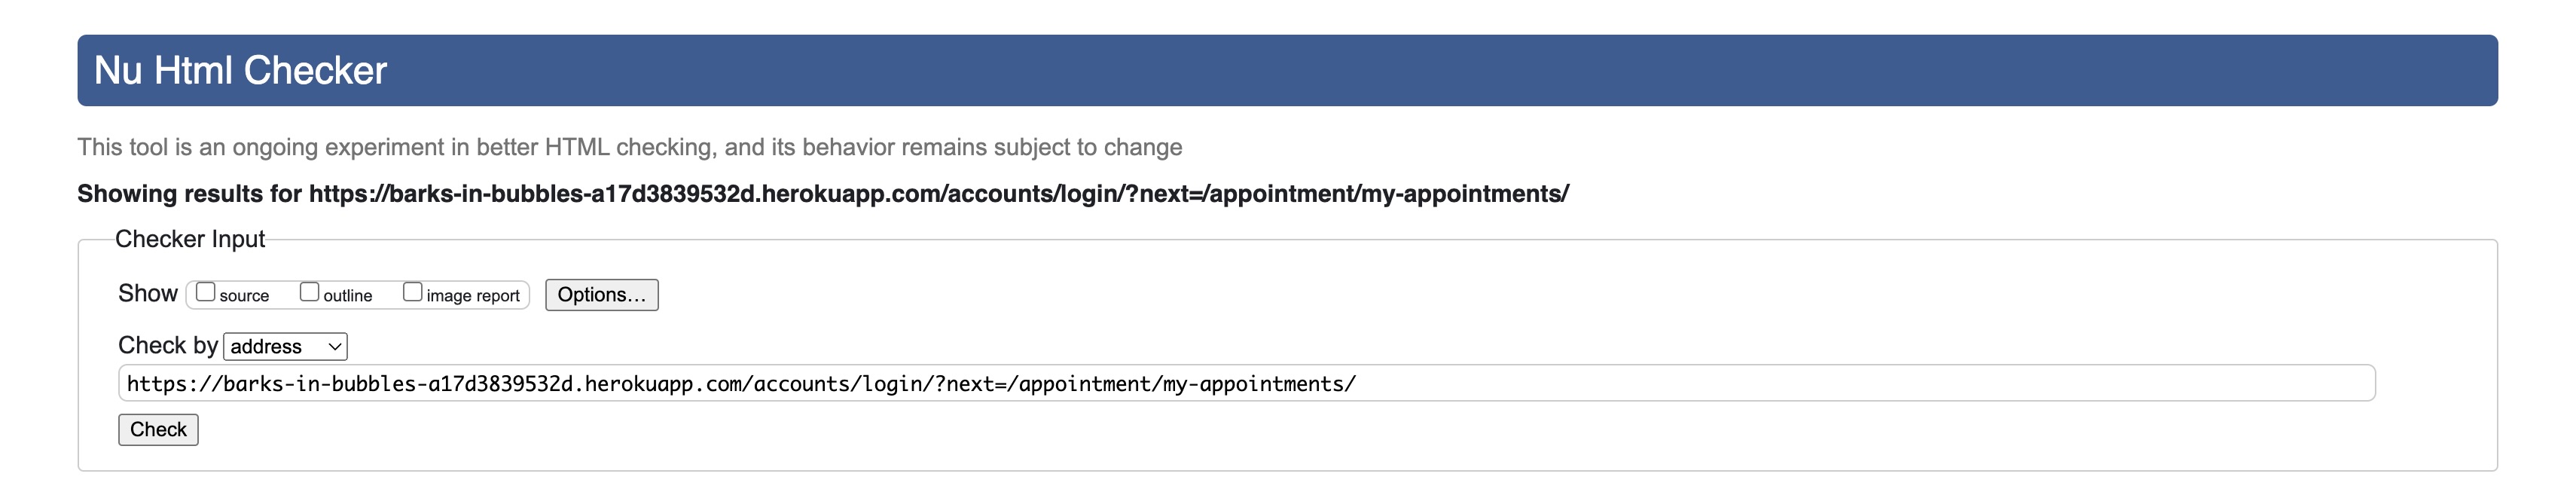 Nu Html Checker
This tool is an ongoing experiment in better HTML checking, and its behavior remains subject to change
Showing results for https://barks-in-bubbles-a17d3839532d.herokuapp.com/accounts/login/?next=/appointment/my-appointments/
Checker Input
Show source outline image report Options...
Check by address
https://barks-in-bubbles-a17d3839532d.herokuapp.com/accounts/login/?next=/appointment/my-appointments/
Check